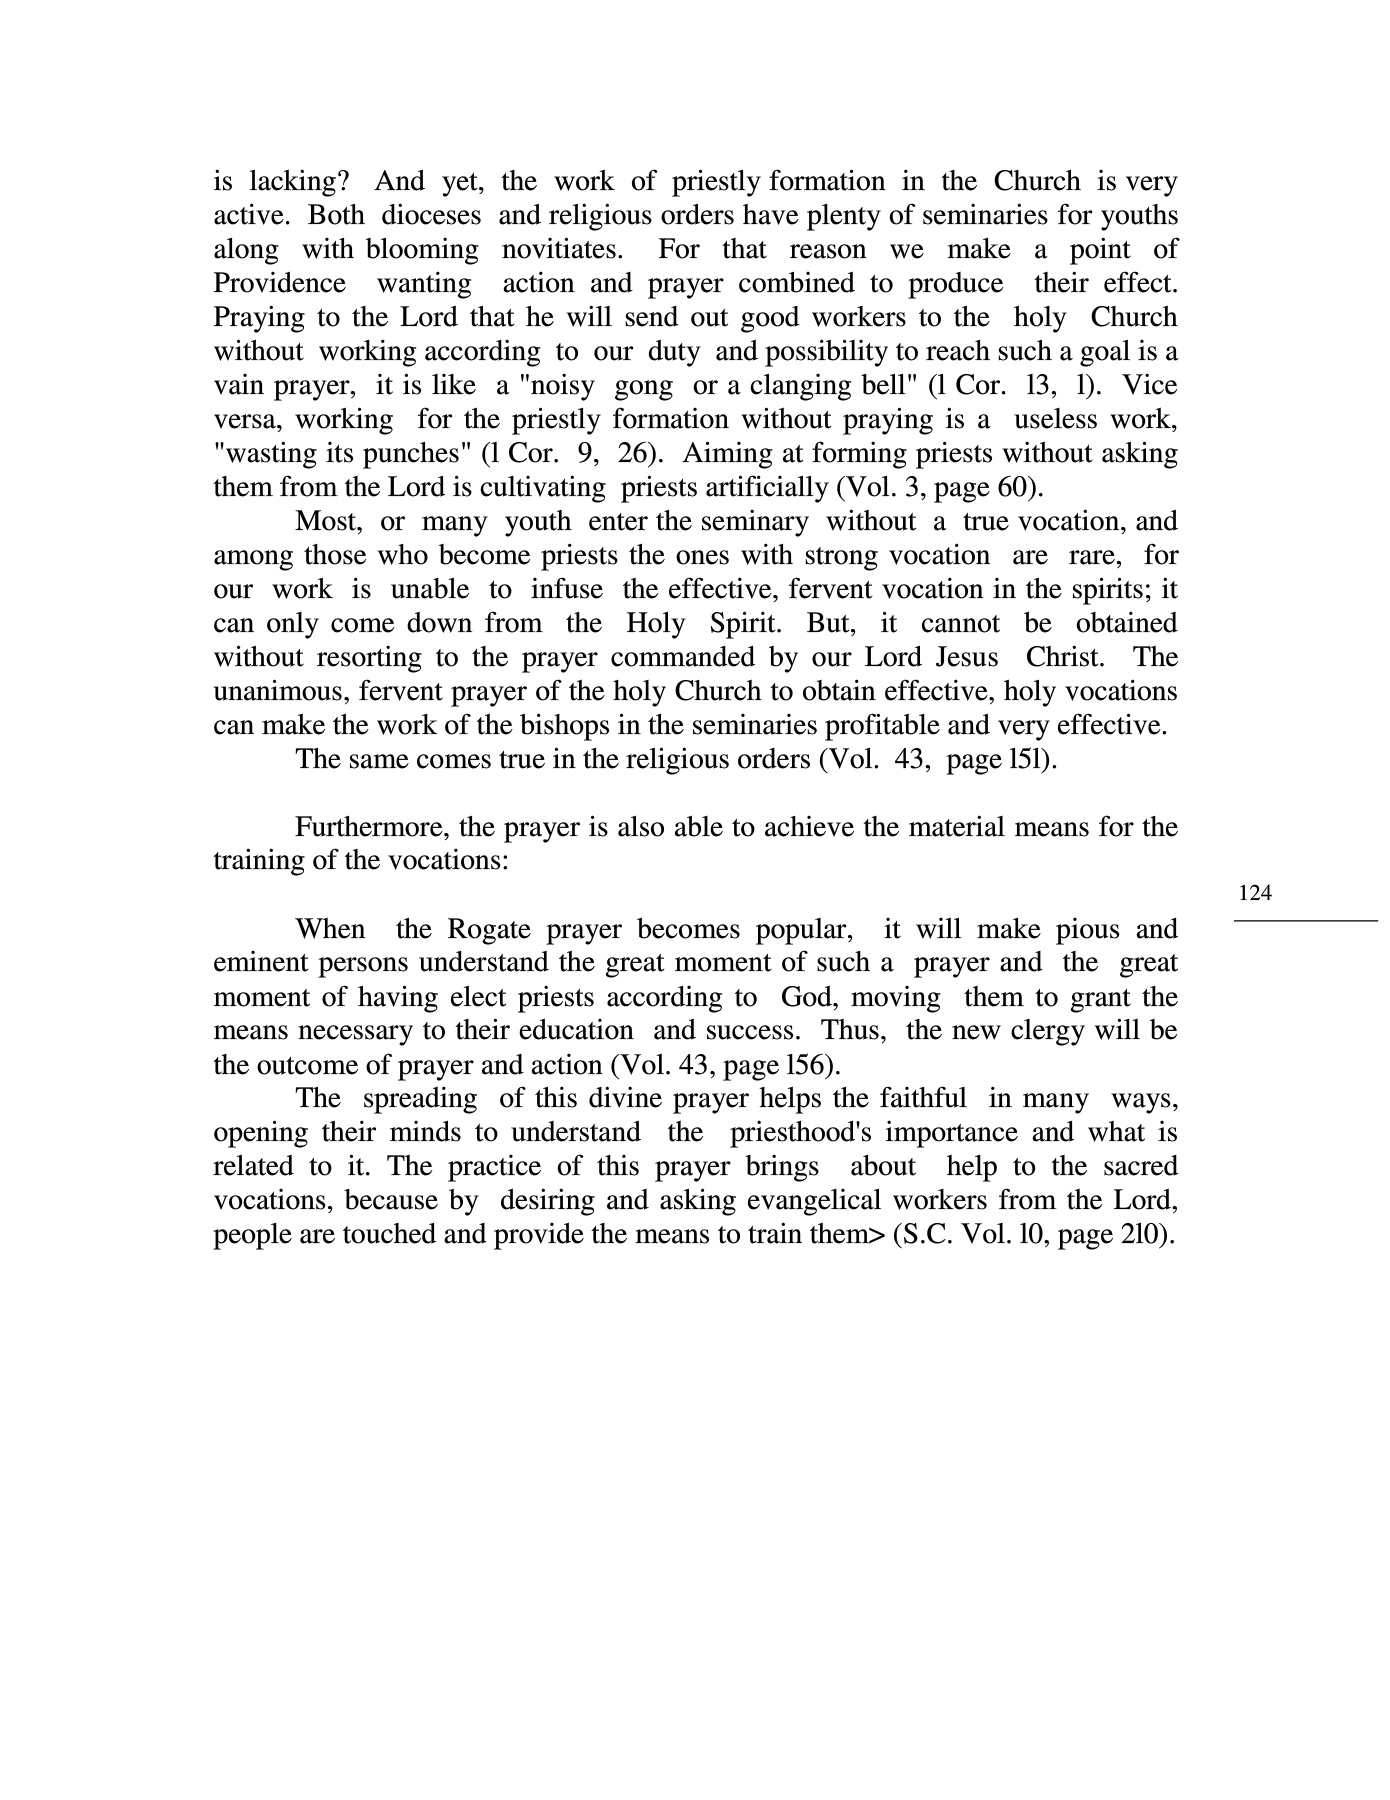 is lacking? And yet, the work of priestly formation in the Church is very
active. Both dioceses and religious orders have plenty of seminaries for youths
along with blooming novitiates. For that reason we make a point of
Providence wanting action and prayer combined to produce their effect.
Praying to the Lord that he will send out good workers to the holy Church
without working according to our duty and possibility to reach such a goal is a
vain prayer, it is like a "noisy gong or a clanging bell" (l Cor. l3, l). Vice
versa, working for the priestly formation without praying is a useless work,
"wasting its punches" (l Cor. 9, 26). Aiming at forming priests without asking
them from the Lord is cultivating priests artificially (Vol. 3, page 60).
Most, or many youth enter the seminary without a true vocation, and
among those who become priests the ones with strong vocation are rare, for
our work is unable to infuse the effective, fervent vocation in the spirits; it
can only come down from the Holy Spirit. But, it cannot be obtained
without resorting to the prayer commanded by our Lord Jesus Christ. The
unanimous, fervent prayer of the holy Church to obtain effective, holy vocations
can make the work of the bishops in the seminaries profitable and very effective.
The same comes true in the religious orders (Vol. 43, page l5l).
Furthermore, the prayer is also able to achieve the material means for the
training of the vocations:
124
When the Rogate prayer becomes popular, it will make pious and
eminent persons understand the great moment of such a prayer and the great
moment of having elect priests according to God, moving them to grant the
means necessary to their education and success. Thus, the new clergy will be
the outcome of prayer and action (Vol. 43, page l56).
The spreading of this divine prayer helps the faithful in many ways,
opening their minds to understand the priesthood's importance and what is
related to it. The practice of this prayer brings about help to the sacred
vocations, because by desiring and asking evangelical workers from the Lord,
people are touched and provide the means to train them> (S.C. Vol. l0, page 2l0).